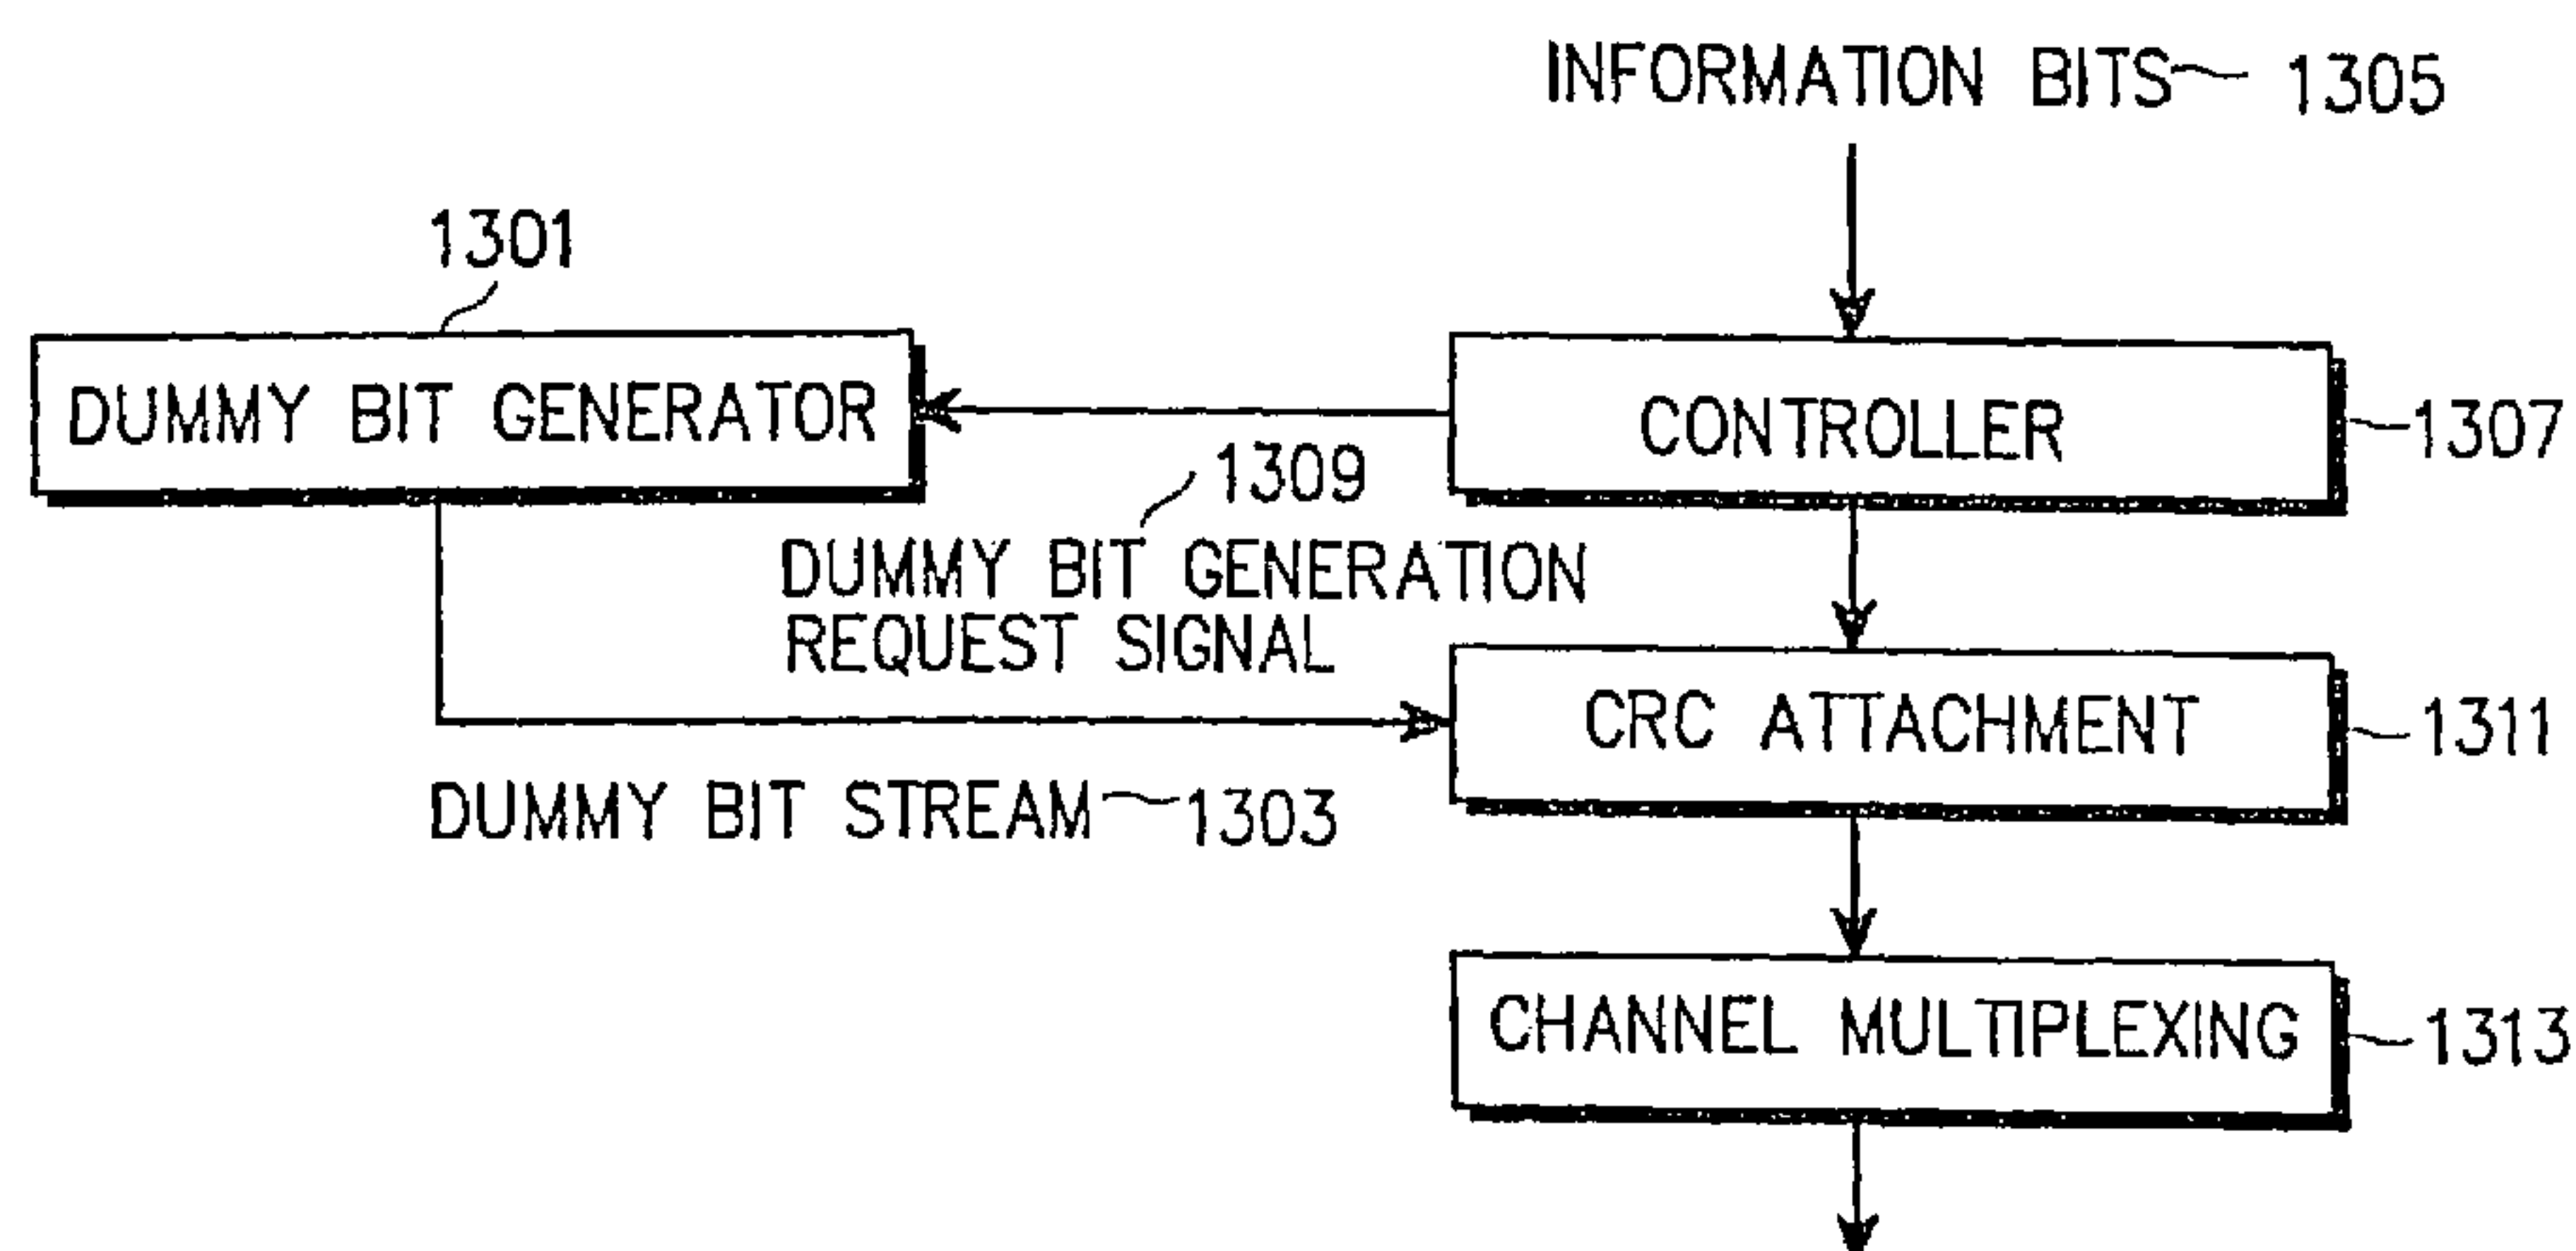 INFORMATION BITS 1305
1301
DUMMY BIT GENERATOR
CONTROLLER 1307
1309
DUMMY BIT GENERATION
REQUEST SIGNAL
CRC ATTACHMENT 1311
DUMMY BIT STREAM 1303
CHANNEL MULTIPLEXING 1313